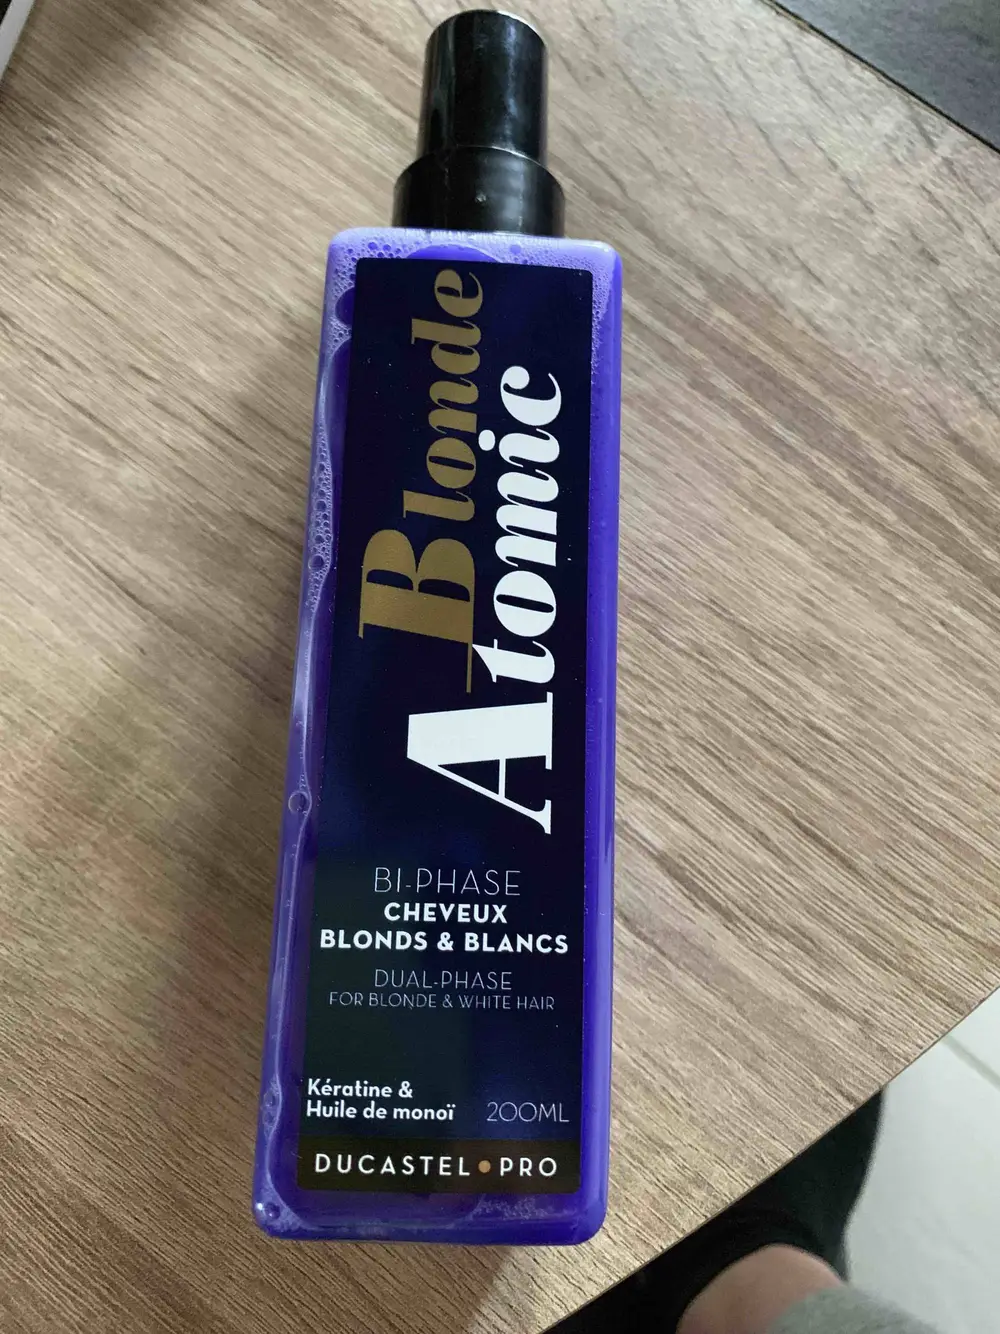 Blonde
Atomic
BI-PHASE
CHEVEUX
BLONDS & BLANCS
DUAL-PHASE
FOR BLONDE & WHITE HAIR
Kératine &
Huile de monoï
200ML
DUCASTEL • PRO